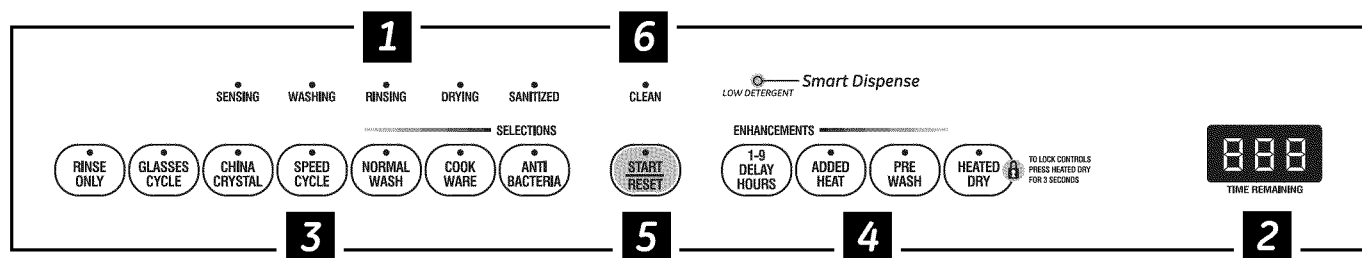 1
6
SENSING
WASHING
RINSING
DRYING
SANITIZED
CLEAN
LOW DETERGENT
Smart Dispense
SELECTIONS
ENHANCEMENTS
RINSE
ONLY
GLASSES
CYCLE
CHINA
CRYSTAL
SPEED
CYCLE
NORMAL
WASH
COOK
WARE
ANTI
BACTERIA
START
RESET
1-9
DELAY
HOURS
ADDED
HEAT
PRE
WASH
HEATED
DRY
TO LOCK CONTROLS
PRESS HEATED DRY
FOR 3 SECONDS
888
TIME REMAINING
3
5
4
2